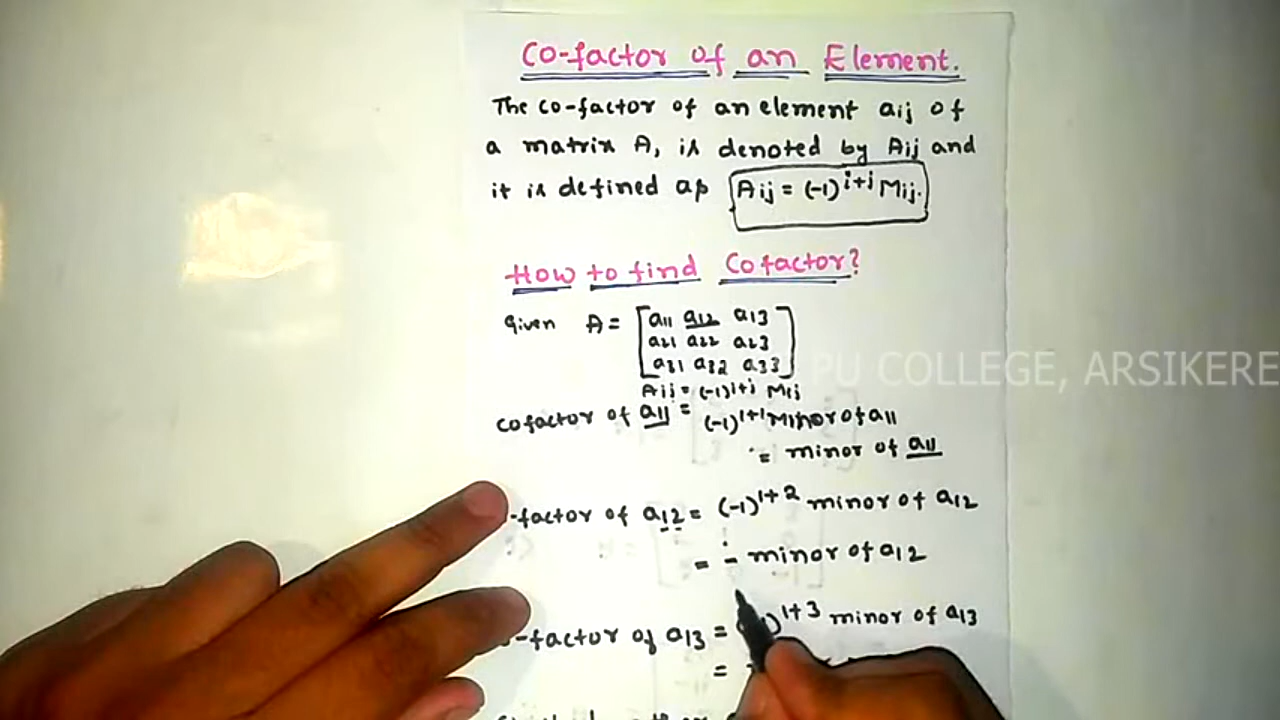 Co-factor of an Element.
The co-factor of an element aij of
a matrix A, is denoted by Aij and
it is defined as Aij = (-1)^i+j Mij.
How to find Cofactor?
Given A = [a11 a12 a13
a21 a22 a23
a31 a32 a33]
PU COLLEGE, ARSIKERE
Aij = (-1)^i+j Mij
cofactor of a11 = (-1)^1+1 Minor of a11
= minor of a11
-factor of a12 = (-1)^1+2 minor of a12
= - minor of a12
-factor of a13 = )^1+3 minor of a13
=